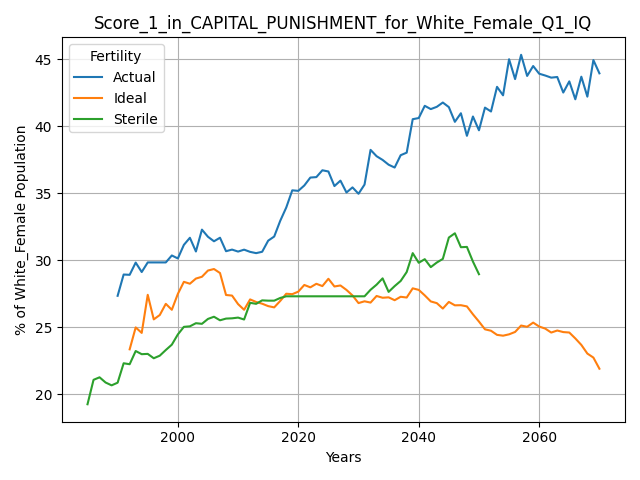 Score_1_in_CAPITAL_PUNISHMENT_for_White_Female_Q1_IQ
Fertility
Actual
Ideal
Sterile
% of White_Female Population
45
40
35
30
25
20
2000
2020
2040
2060
Years